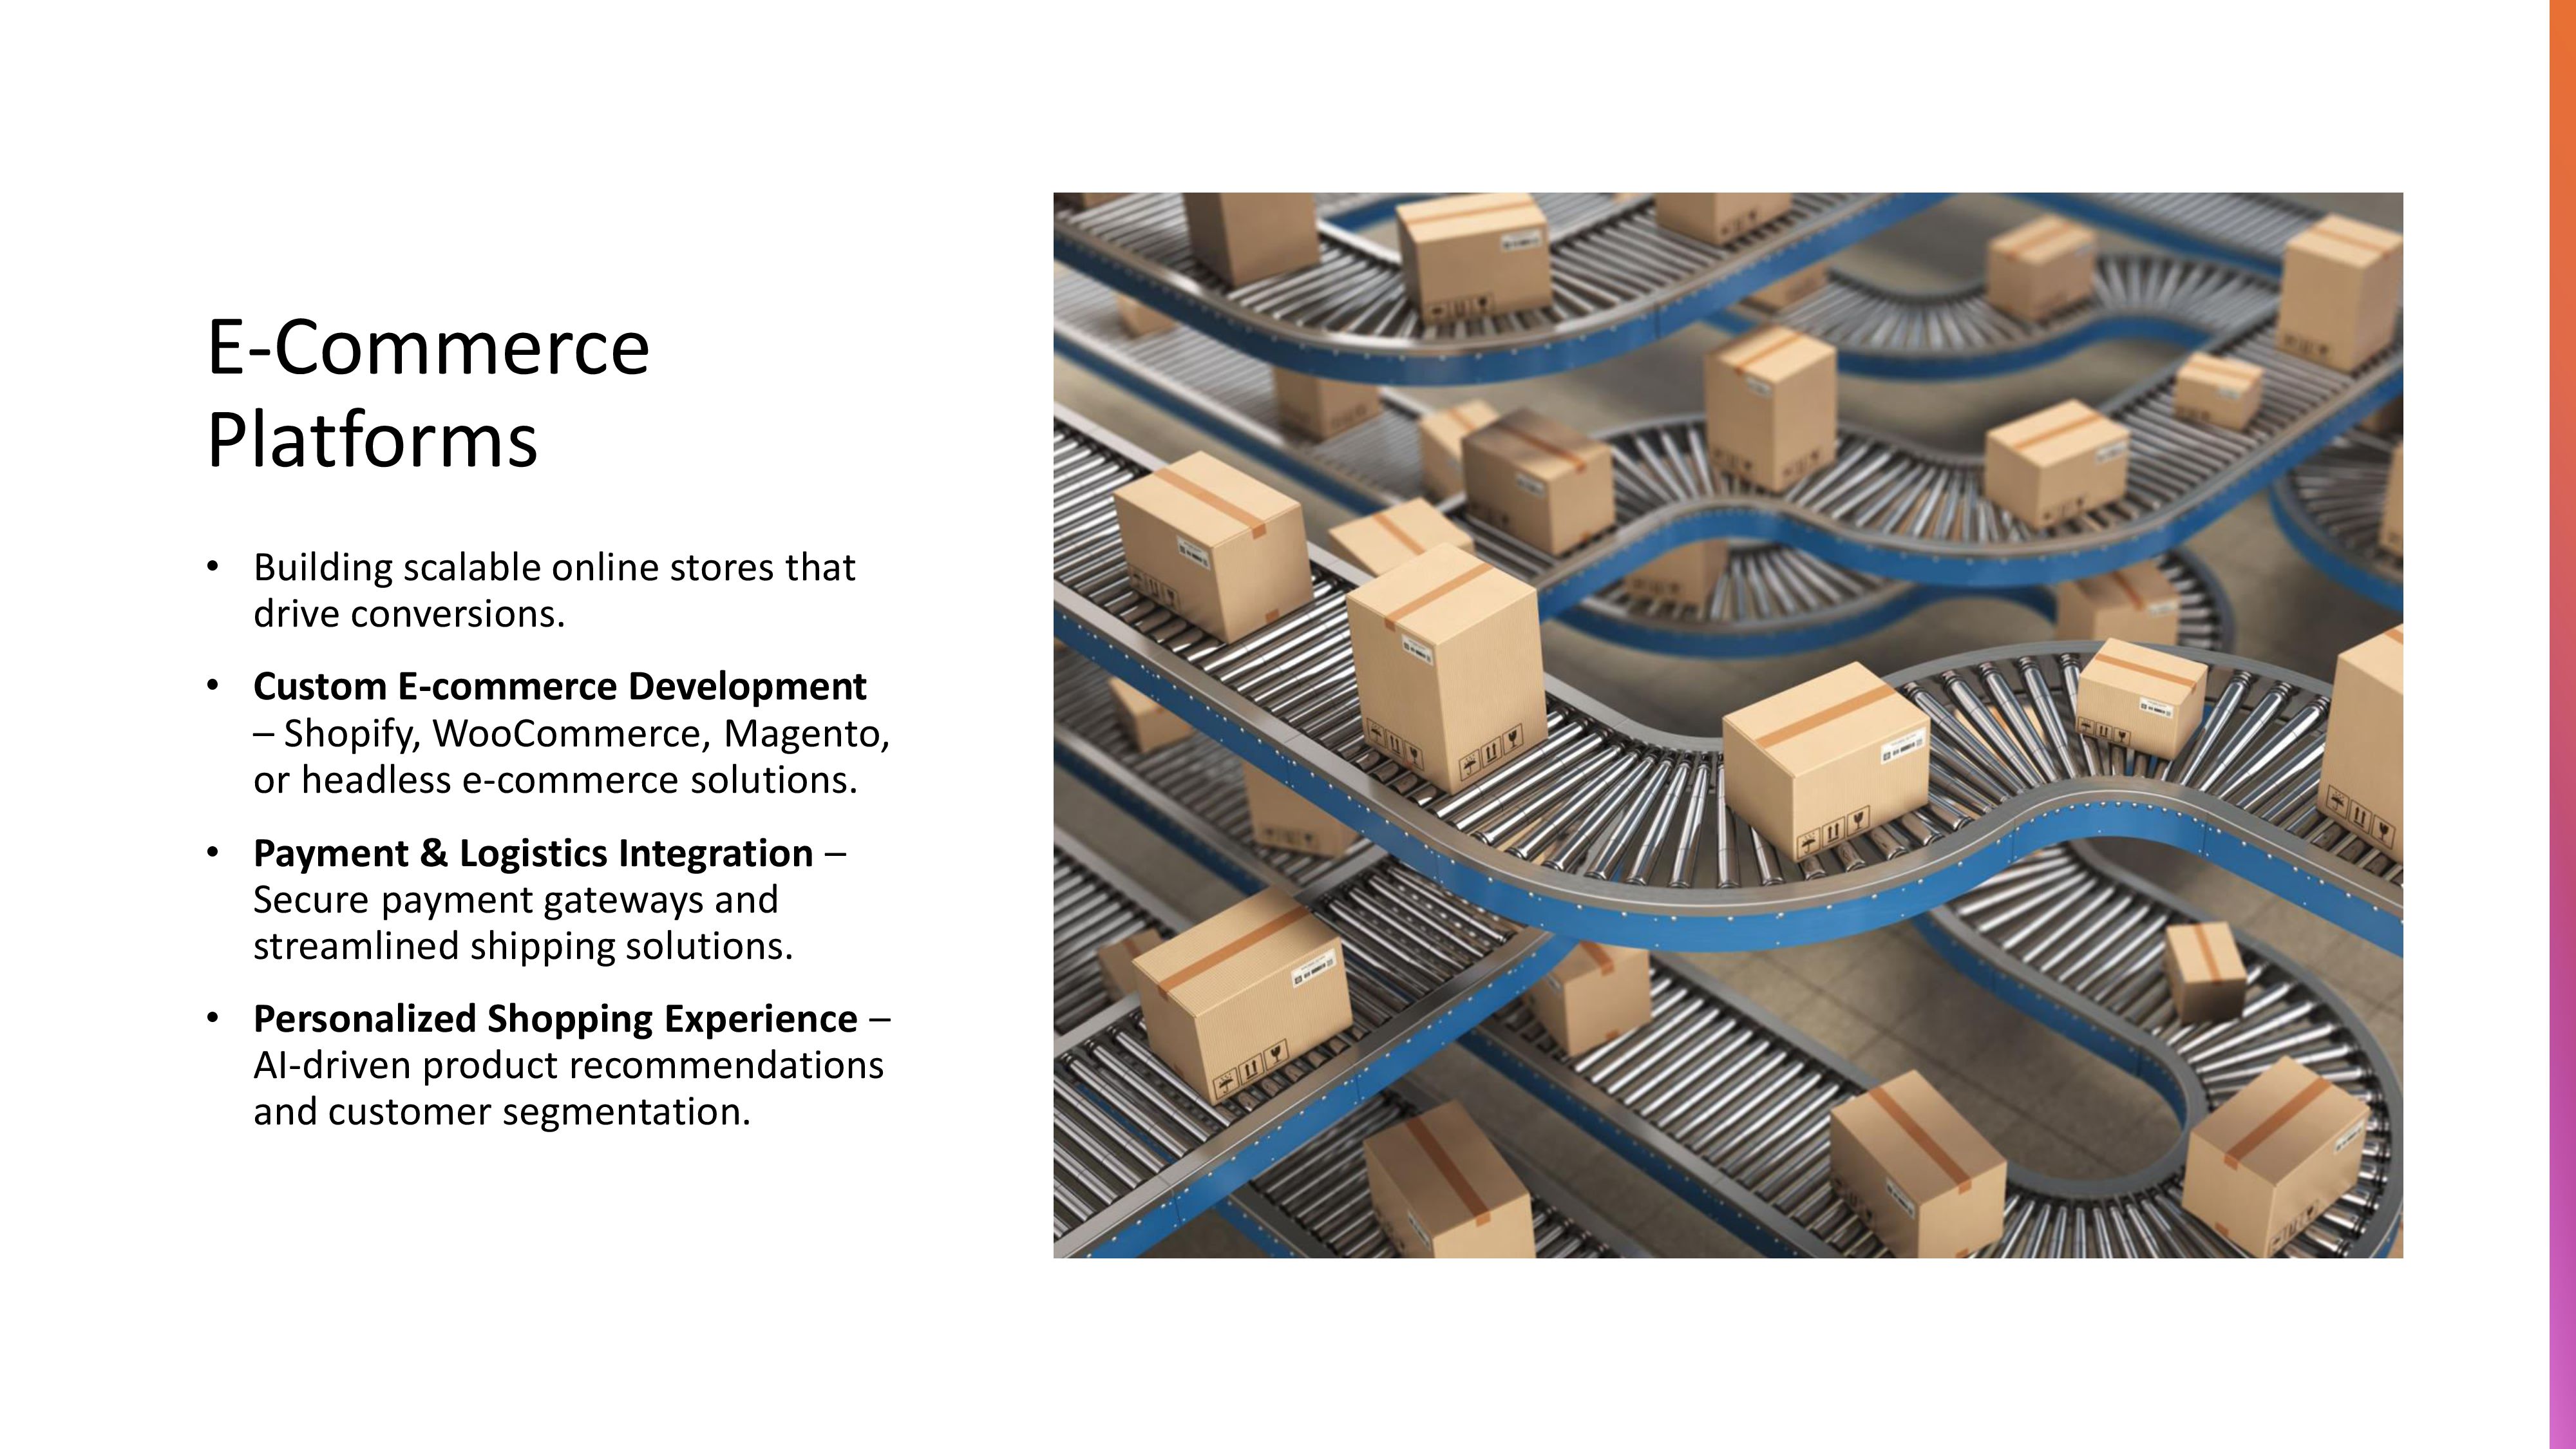 E-Commerce
Platforms
• Building scalable online stores that
drive conversions.
• Custom E-commerce Development
– Shopify, WooCommerce, Magento,
or headless e-commerce solutions.
• Payment & Logistics Integration –
Secure payment gateways and
streamlined shipping solutions.
• Personalized Shopping Experience –
AI-driven product recommendations
and customer segmentation.